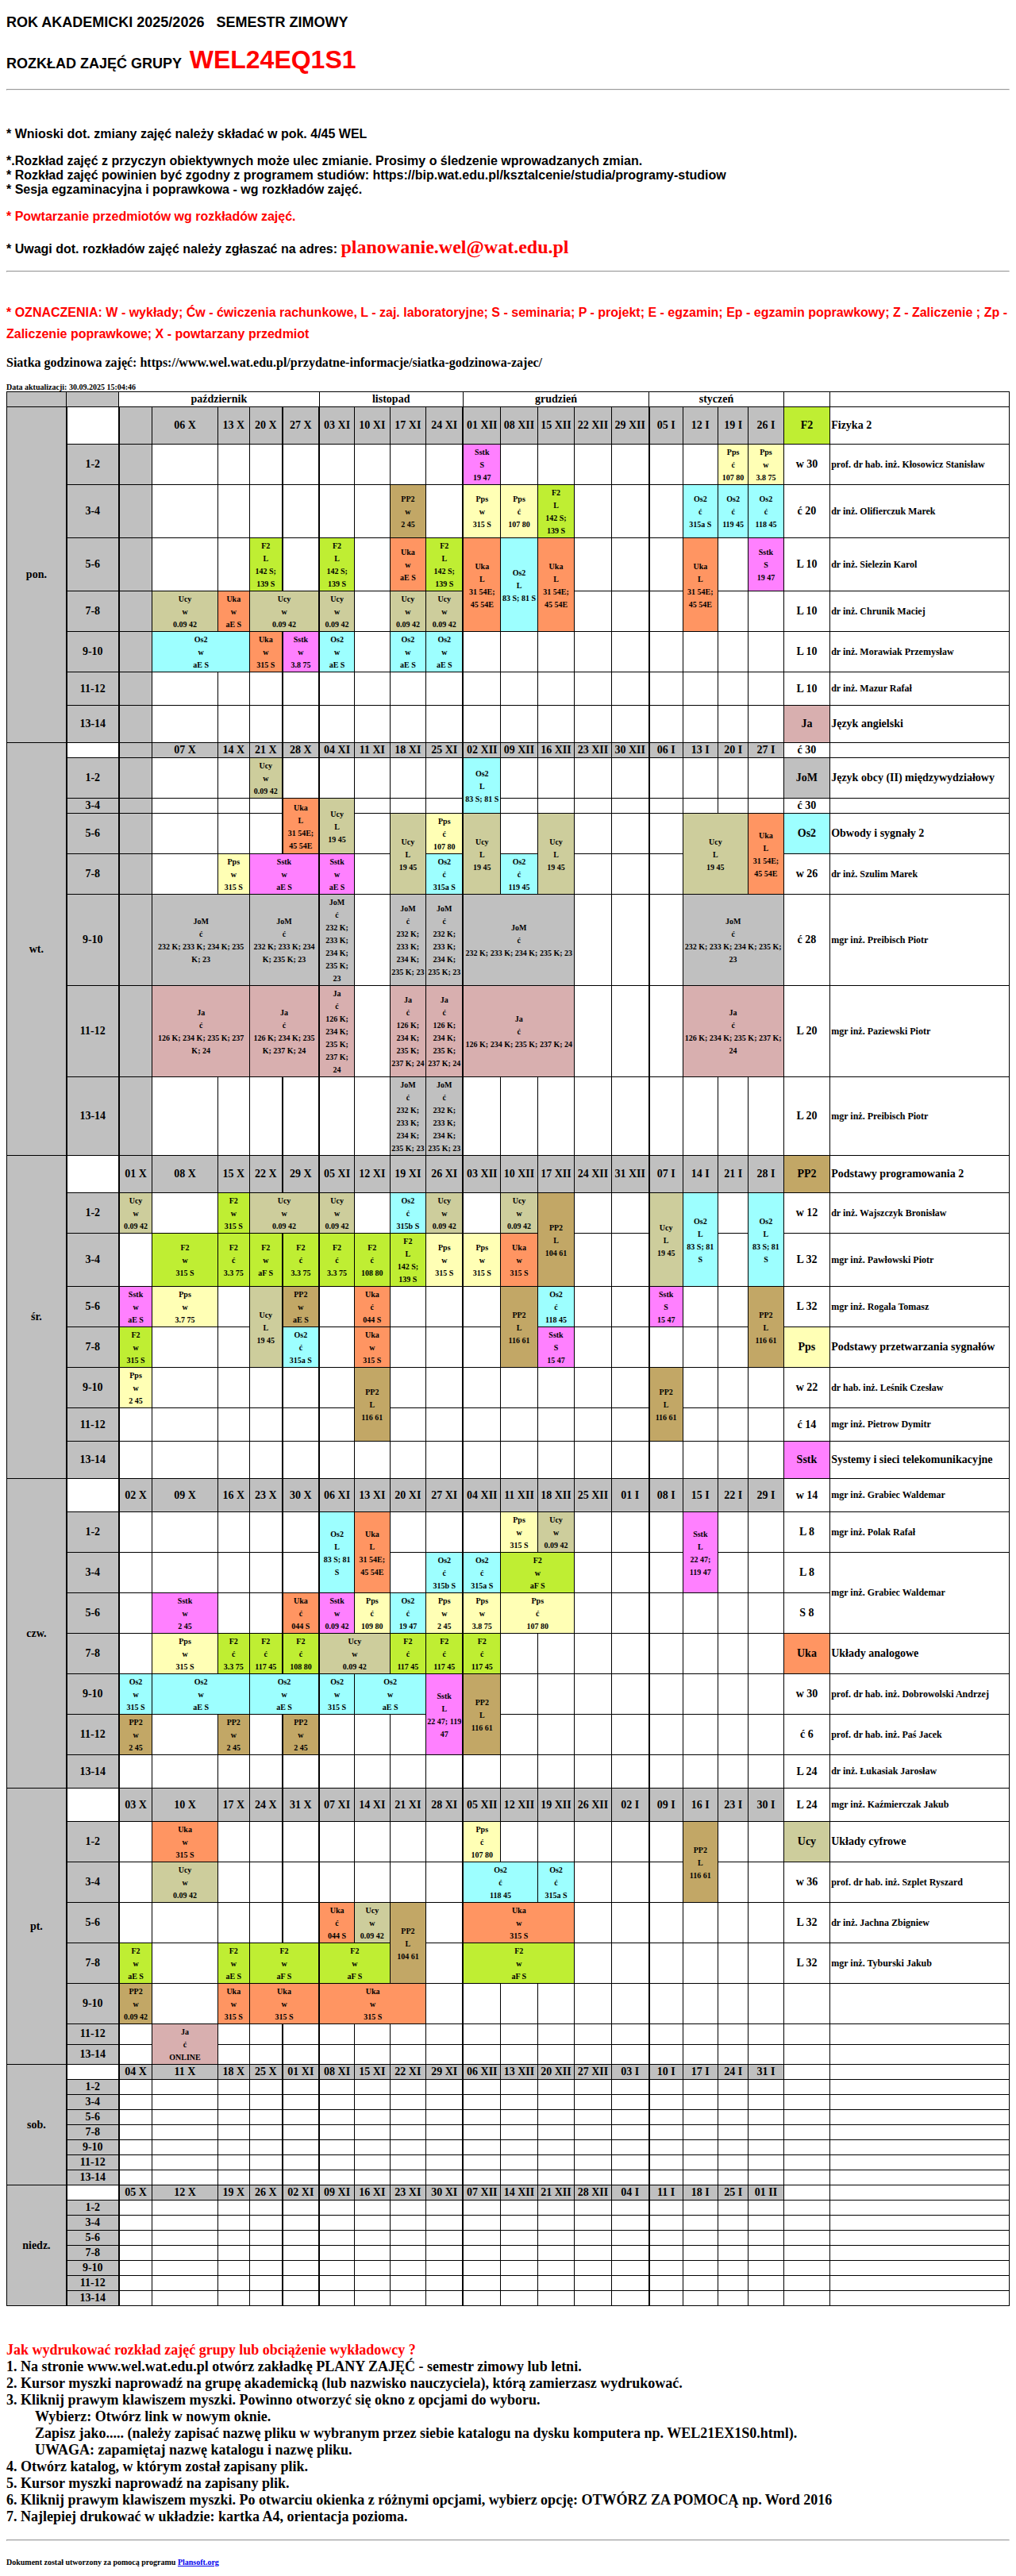 ROK AKADEMICKI 2025/2026   SEMESTR ZIMOWY
ROZKŁAD ZAJĘĆ GRUPY WEL24EQ1S1
* Wnioski dot. zmiany zajęć należy składać w pok. 4/45 WEL
*.Rozkład zajęć z przyczyn obiektywnych może ulec zmianie. Prosimy o śledzenie wprowadzanych zmian.
* Rozkład zajęć powinien być zgodny z programem studiów: https://bip.wat.edu.pl/ksztalcenie/studia/programy-studiow
* Sesja egzaminacyjna i poprawkowa - wg rozkładów zajęć.
* Powtarzanie przedmiotów wg rozkładów zajęć.
* Uwagi dot. rozkładów zajęć należy zgłaszać na adres: planowanie.wel@wat.edu.pl
* OZNACZENIA: W - wykłady; Ćw - ćwiczenia rachunkowe, L - zaj. laboratoryjne; S - seminaria; P - projekt; E - egzamin; Ep - egzamin poprawkowy; Z - Zaliczenie ; Zp -
Zaliczenie poprawkowe; X - powtarzany przedmiot
Siatka godzinowa zajęć: https://www.wel.wat.edu.pl/przydatne-informacje/siatka-godzinowa-zajec/
Data aktualizacji: 30.09.2025 15:04:46
październik listopad grudzień styczeń
pon. 06 X 13 X 20 X 27 X 03 XI 10 XI 17 XI 24 XI 01 XII 08 XII 15 XII 22 XII 29 XII 05 I 12 I 19 I 26 I F2 Fizyka 2
1-2 Sstk S 19 47 Pps ć 107 80 Pps w 3.8 75 w 30 prof. dr hab. inż. Kłosowicz Stanisław
3-4 PP2 w 2 45 Pps w 315 S Pps ć 107 80 F2 L 142 S; 139 S Os2 ć 315a S Os2 ć 119 45 Os2 ć 118 45 ć 20 dr inż. Olifierczuk Marek
5-6 F2 L 142 S; 139 S F2 L 142 S; 139 S Uka w aE S F2 L 142 S; 139 S Uka L 31 54E; 45 54E Os2 L 83 S; 81 S Uka L 31 54E; 45 54E Uka L 31 54E; 45 54E Sstk S 19 47 L 10 dr inż. Sielezin Karol
7-8 Ucy w 0.09 42 Uka w aE S Ucy w 0.09 42 Ucy w 0.09 42 Ucy w 0.09 42 Ucy w 0.09 42 L 10 dr inż. Chrunik Maciej
9-10 Os2 w aE S Uka w 315 S Sstk w 3.8 75 Os2 w aE S Os2 w aE S Os2 w aE S L 10 dr inż. Morawiak Przemysław
11-12 L 10 dr inż. Mazur Rafał
13-14 Ja Język angielski
wt. 07 X 14 X 21 X 28 X 04 XI 11 XI 18 XI 25 XI 02 XII 09 XII 16 XII 23 XII 30 XII 06 I 13 I 20 I 27 I ć 30
1-2 Ucy w 0.09 42 Os2 L 83 S; 81 S JoM Język obcy (II) międzywydziałowy
3-4 Uka L 31 54E; 45 54E Ucy L 19 45 ć 30
5-6 Ucy L 19 45 Pps ć 107 80 Ucy L 19 45 Ucy L 19 45 Ucy L 19 45 Uka L 31 54E; 45 54E Os2 Obwody i sygnały 2
7-8 Pps w 315 S Sstk w aE S Sstk w aE S Os2 ć 315a S Os2 ć 119 45 w 26 dr inż. Szulim Marek
9-10 JoM ć 232 K; 233 K; 234 K; 235 K; 23 JoM ć 232 K; 233 K; 234 K; 235 K; 23 JoM ć 232 K; 233 K; 234 K; 235 K; 23 JoM ć 232 K; 233 K; 234 K; 235 K; 23 JoM ć 232 K; 233 K; 234 K; 235 K; 23 JoM ć 232 K; 233 K; 234 K; 235 K; 23 JoM ć 232 K; 233 K; 234 K; 235 K; 23 ć 28 mgr inż. Preibisch Piotr
11-12 Ja ć 126 K; 234 K; 235 K; 237 K; 24 Ja ć 126 K; 234 K; 235 K; 237 K; 24 Ja ć 126 K; 234 K; 235 K; 237 K; 24 Ja ć 126 K; 234 K; 235 K; 237 K; 24 Ja ć 126 K; 234 K; 235 K; 237 K; 24 Ja ć 126 K; 234 K; 235 K; 237 K; 24 Ja ć 126 K; 234 K; 235 K; 237 K; 24 L 20 mgr inż. Paziewski Piotr
13-14 JoM ć 232 K; 233 K; 234 K; 235 K; 23 JoM ć 232 K; 233 K; 234 K; 235 K; 23 L 20 mgr inż. Preibisch Piotr
śr. 01 X 08 X 15 X 22 X 29 X 05 XI 12 XI 19 XI 26 XI 03 XII 10 XII 17 XII 24 XII 31 XII 07 I 14 I 21 I 28 I PP2 Podstawy programowania 2
1-2 Ucy w 0.09 42 F2 w 315 S Ucy w 0.09 42 Ucy w 0.09 42 Os2 ć 315b S Ucy w 0.09 42 Ucy w 0.09 42 PP2 L 104 61 Ucy L 19 45 Os2 L 83 S; 81 S Os2 L 83 S; 81 S w 12 dr inż. Wajszczyk Bronisław
3-4 F2 w 315 S F2 ć 3.3 75 F2 w aF S F2 ć 3.3 75 F2 ć 3.3 75 F2 ć 108 80 F2 L 142 S; 139 S Pps w 315 S Pps w 315 S Uka w 315 S L 32 mgr inż. Pawłowski Piotr
5-6 Sstk w aE S Pps w 3.7 75 Ucy L 19 45 PP2 w aE S Uka ć 044 S PP2 L 116 61 Os2 ć 118 45 Sstk S 15 47 PP2 L 116 61 L 32 mgr inż. Rogala Tomasz
7-8 F2 w 315 S Os2 ć 315a S Uka w 315 S Sstk S 15 47 Pps Podstawy przetwarzania sygnałów
9-10 Pps w 2 45 PP2 L 116 61 PP2 L 116 61 w 22 dr hab. inż. Leśnik Czesław
11-12 ć 14 mgr inż. Pietrow Dymitr
13-14 Sstk Systemy i sieci telekomunikacyjne
czw. 02 X 09 X 16 X 23 X 30 X 06 XI 13 XI 20 XI 27 XI 04 XII 11 XII 18 XII 25 XII 01 I 08 I 15 I 22 I 29 I w 14 mgr inż. Grabiec Waldemar
1-2 Os2 L 83 S; 81 S Uka L 31 54E; 45 54E Pps w 315 S Ucy w 0.09 42 Sstk L 22 47; 119 47 L 8 mgr inż. Polak Rafał
3-4 Os2 ć 315b S Os2 ć 315a S F2 w aF S L 8 mgr inż. Grabiec Waldemar
5-6 Sstk w 2 45 Uka ć 044 S Sstk w 0.09 42 Pps ć 109 80 Os2 ć 19 47 Pps w 2 45 Pps w 3.8 75 Pps ć 107 80 S 8
7-8 Pps w 315 S F2 ć 3.3 75 F2 ć 117 45 F2 ć 108 80 Ucy w 0.09 42 F2 ć 117 45 F2 ć 117 45 F2 ć 117 45 Uka Układy analogowe
9-10 Os2 w 315 S Os2 w aE S Os2 w aE S Os2 w 315 S Os2 w aE S Sstk L 22 47; 119 47 PP2 L 116 61 w 30 prof. dr hab. inż. Dobrowolski Andrzej
11-12 PP2 w 2 45 PP2 w 2 45 PP2 w 2 45 ć 6 prof. dr hab. inż. Paś Jacek
13-14 L 24 dr inż. Łukasiak Jarosław
pt. 03 X 10 X 17 X 24 X 31 X 07 XI 14 XI 21 XI 28 XI 05 XII 12 XII 19 XII 26 XII 02 I 09 I 16 I 23 I 30 I L 24 mgr inż. Kaźmierczak Jakub
1-2 Uka w 315 S Pps ć 107 80 PP2 L 116 61 Ucy Układy cyfrowe
3-4 Ucy w 0.09 42 Os2 ć 118 45 Os2 ć 315a S w 36 prof. dr hab. inż. Szplet Ryszard
5-6 Uka ć 044 S Ucy w 0.09 42 PP2 L 104 61 Uka w 315 S L 32 dr inż. Jachna Zbigniew
7-8 F2 w aE S F2 w aE S F2 w aF S F2 w aF S F2 w aF S L 32 mgr inż. Tyburski Jakub
9-10 PP2 w 0.09 42 Uka w 315 S Uka w 315 S Uka w 315 S
11-12 Ja ć ONLINE
13-14
sob. 04 X 11 X 18 X 25 X 01 XI 08 XI 15 XI 22 XI 29 XI 06 XII 13 XII 20 XII 27 XII 03 I 10 I 17 I 24 I 31 I
1-2
3-4
5-6
7-8
9-10
11-12
13-14
niedz. 05 X 12 X 19 X 26 X 02 XI 09 XI 16 XI 23 XI 30 XI 07 XII 14 XII 21 XII 28 XII 04 I 11 I 18 I 25 I 01 II
1-2
3-4
5-6
7-8
9-10
11-12
13-14
Jak wydrukować rozkład zajęć grupy lub obciążenie wykładowcy ?
1. Na stronie www.wel.wat.edu.pl otwórz zakładkę PLANY ZAJĘĆ - semestr zimowy lub letni.
2. Kursor myszki naprowadź na grupę akademicką (lub nazwisko nauczyciela), którą zamierzasz wydrukować.
3. Kliknij prawym klawiszem myszki. Powinno otworzyć się okno z opcjami do wyboru.
Wybierz: Otwórz link w nowym oknie.
Zapisz jako..... (należy zapisać nazwę pliku w wybranym przez siebie katalogu na dysku komputera np. WEL21EX1S0.html).
UWAGA: zapamiętaj nazwę katalogu i nazwę pliku.
4. Otwórz katalog, w którym został zapisany plik.
5. Kursor myszki naprowadź na zapisany plik.
6. Kliknij prawym klawiszem myszki. Po otwarciu okienka z różnymi opcjami, wybierz opcję: OTWÓRZ ZA POMOCĄ np. Word 2016
7. Najlepiej drukować w układzie: kartka A4, orientacja pozioma.
Dokument został utworzony za pomocą programu Plansoft.org